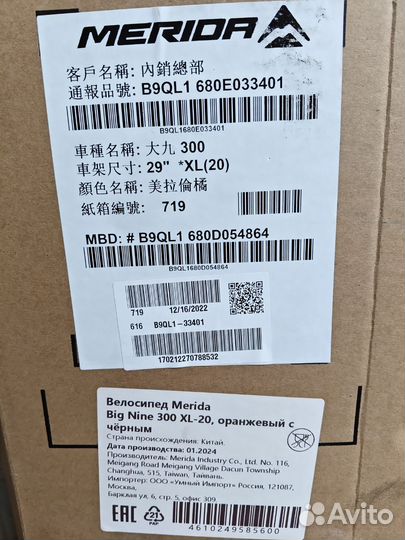 MERIDA
客戶名稱: 內銷總部
通報品號: B9QL1 680E033401
B9QL1680E033401
車種名稱: 大九 300
車架尺寸: 29" *XL(20)
顏色名稱: 美拉倫橘
紙箱編號: 719
MBD: # B9QL1 680D054864
B9QL1680D054864
719 12/16/2022
616 B9QL1-33401
170212270788532
Велосипед Merida
Big Nine 300 XL-20, оранжевый с
чёрным
Страна происхождения: Китай.
Дата производства: 01.2024
Производитель: Merida Industry Co., Ltd. No. 116,
Meigang Road Meigang Village Dacun Township
Changhua, 515, Taiwan, Тайвань.
Импортер: ООО «Умный Импорт» Россия, 121087,
Москва,
Барклая ул, 6, стр. 5, офис 309
EAC
21
PAP
4610249585600
Avito